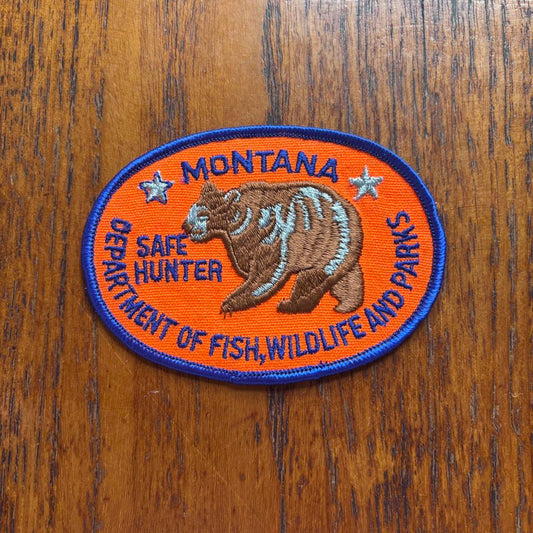 MONTANA
SAFE
HUNTER
DEPARTMENT OF FISH, WILDLIFE AND PARKS